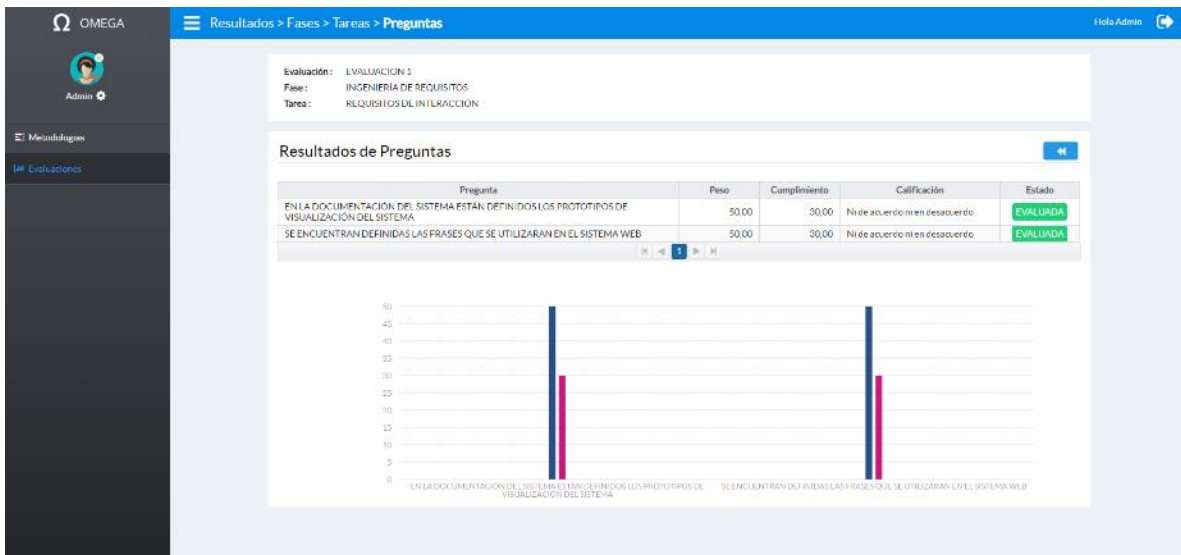 Ω OMEGA
Resultados > Fases > Tareas > Preguntas
Hola Admin
Admin
Metodologías
Evaluaciones
Evaluación : EVALUACION 1
Fase : INGENIERÍA DE REQUISITOS
Tarea : REQUISITOS DE INTERACCIÓN
Resultados de Preguntas
Pregunta Peso Cumplimiento Calificación Estado
EN LA DOCUMENTACIÓN DEL SISTEMA ESTÁN DEFINIDOS LOS PROTOTIPOS DE
VISUALIZACIÓN DEL SISTEMA 50,00 30,00 Ni de acuerdo ni en desacuerdo EVALUADA
SE ENCUENTRAN DEFINIDAS LAS FRASES QUE SE UTILIZARAN EN EL SISTEMA WEB 50,00 30,00 Ni de acuerdo ni en desacuerdo EVALUADA
1
50
45
40
35
30
25
20
15
10
5
0
EN LA DOCUMENTACIÓN DEL SISTEMA ESTÁN DEFINIDOS LOS PROTOTIPOS DE
VISUALIZACIÓN DEL SISTEMA
SE ENCUENTRAN DEFINIDAS LAS FRASES QUE SE UTILIZARAN EN EL SISTEMA WEB